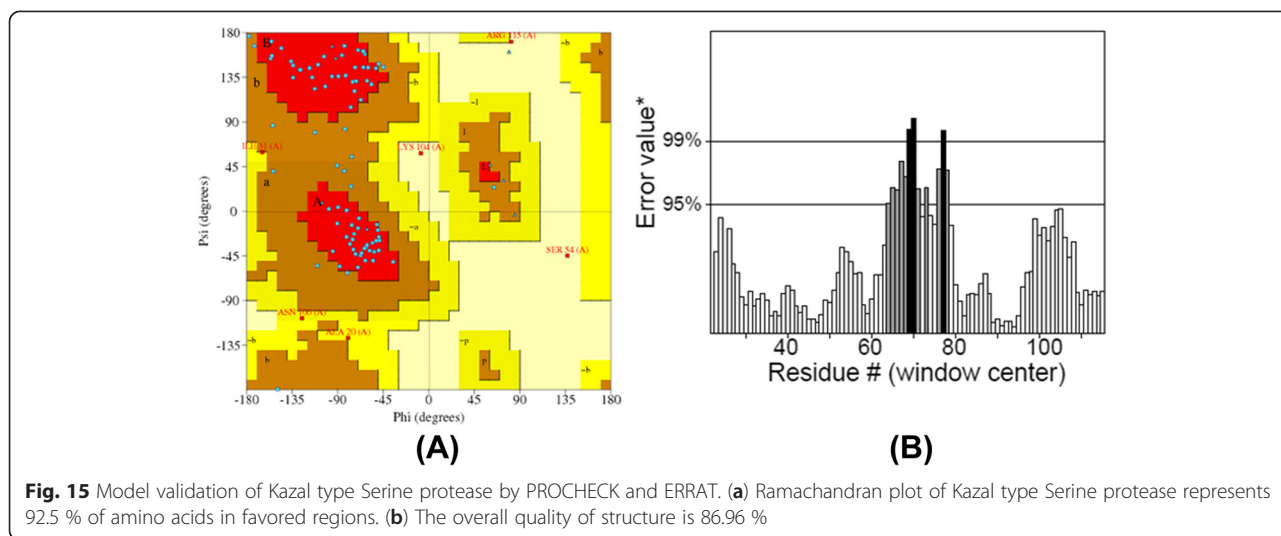 180
135
90
45
0
-45
-90
-135
Psi (degrees)
B
b
a
A
~b
~l
l
~a
~b
b
~p
p
~b
b
~b
ARG 115 (A)
LYS 104 (A)
SER 54 (A)
ALA 20 (A)
-180 -135 -90 -45 0 45 90 135 180
Phi (degrees)
(A)
Error value*
99%
95%
40 60 80 100
Residue # (window center)
(B)
Fig. 15 Model validation of Kazal type Serine protease by PROCHECK and ERRAT. (a) Ramachandran plot of Kazal type Serine protease represents
92.5 % of amino acids in favored regions. (b) The overall quality of structure is 86.96 %